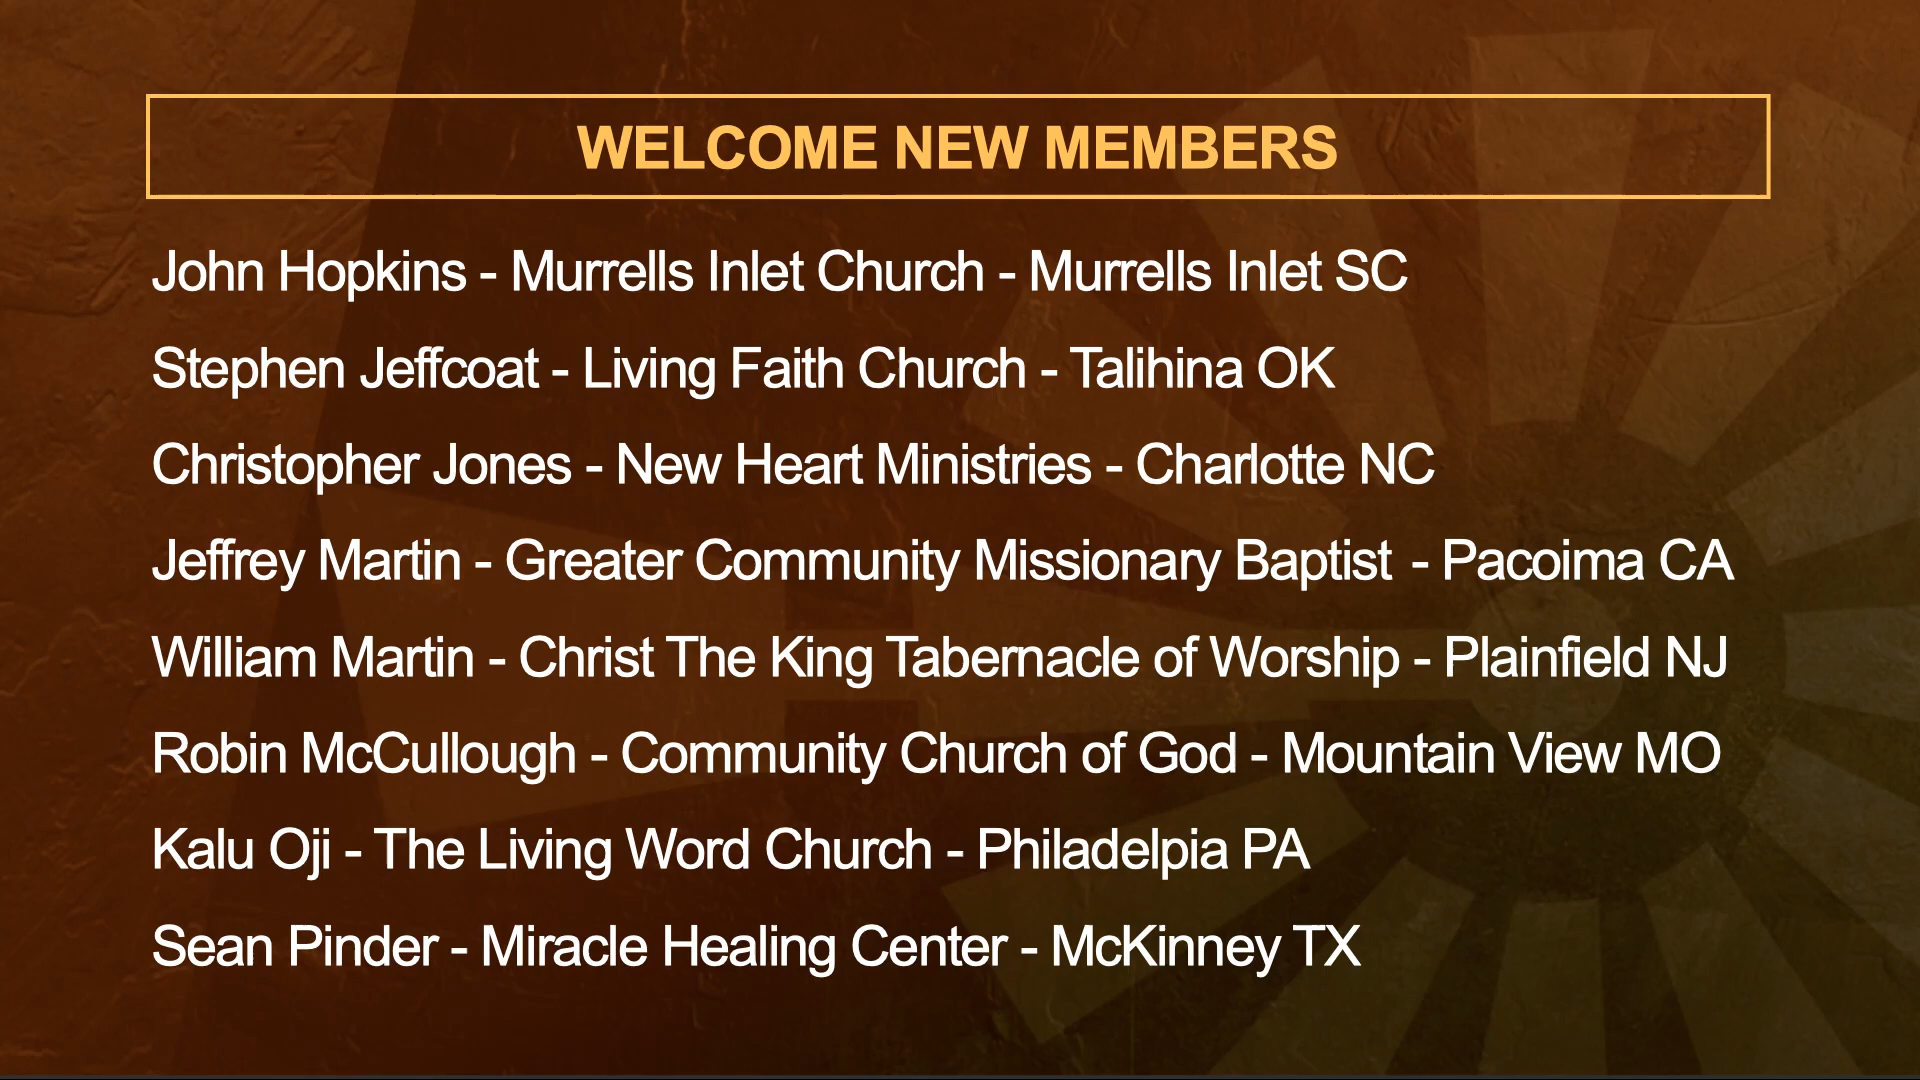 WELCOME NEW MEMBERS
John Hopkins - Murrells Inlet Church - Murrells Inlet SC
Stephen Jeffcoat - Living Faith Church - Talihina OK
Christopher Jones - New Heart Ministries - Charlotte NC
Jeffrey Martin - Greater Community Missionary Baptist - Pacoima CA
William Martin - Christ The King Tabernacle of Worship - Plainfield NJ
Robin McCullough - Community Church of God - Mountain View MO
Kalu Oji - The Living Word Church - Philadelpia PA
Sean Pinder - Miracle Healing Center - McKinney TX